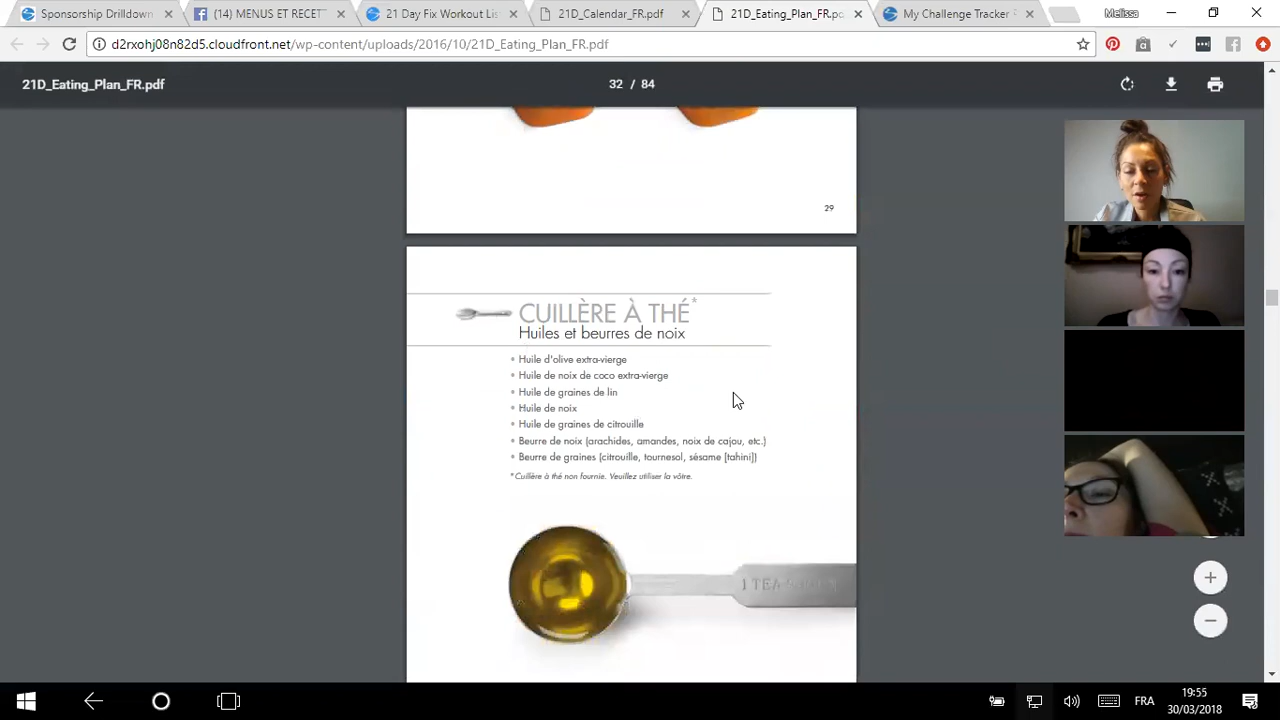 Sponsorship Drilldown
(14) MENUS ET RECET
21 Day Fix Workout Lis
21D_Calendar_FR.pdf
21D_Eating_Plan_FR.pd
My Challenge Tracker -
Melissa
d2rxohj08n82d5.cloudfront.net/wp-content/uploads/2016/10/21D_Eating_Plan_FR.pdf
21D_Eating_Plan_FR.pdf
32 / 84
29
CUILLÈRE À THÉ*
Huiles et beurres de noix
• Huile d'olive extra-vierge
• Huile de noix de coco extra-vierge
• Huile de graines de lin
• Huile de noix
• Huile de graines de citrouille
• Beurre de noix (arachides, amandes, noix de cajou, etc.)
• Beurre de graines (citrouille, tournesol, sésame [tahini])
*Cuillère à thé non fournie. Veuillez utiliser la vôtre.
FRA
19:55
30/03/2018